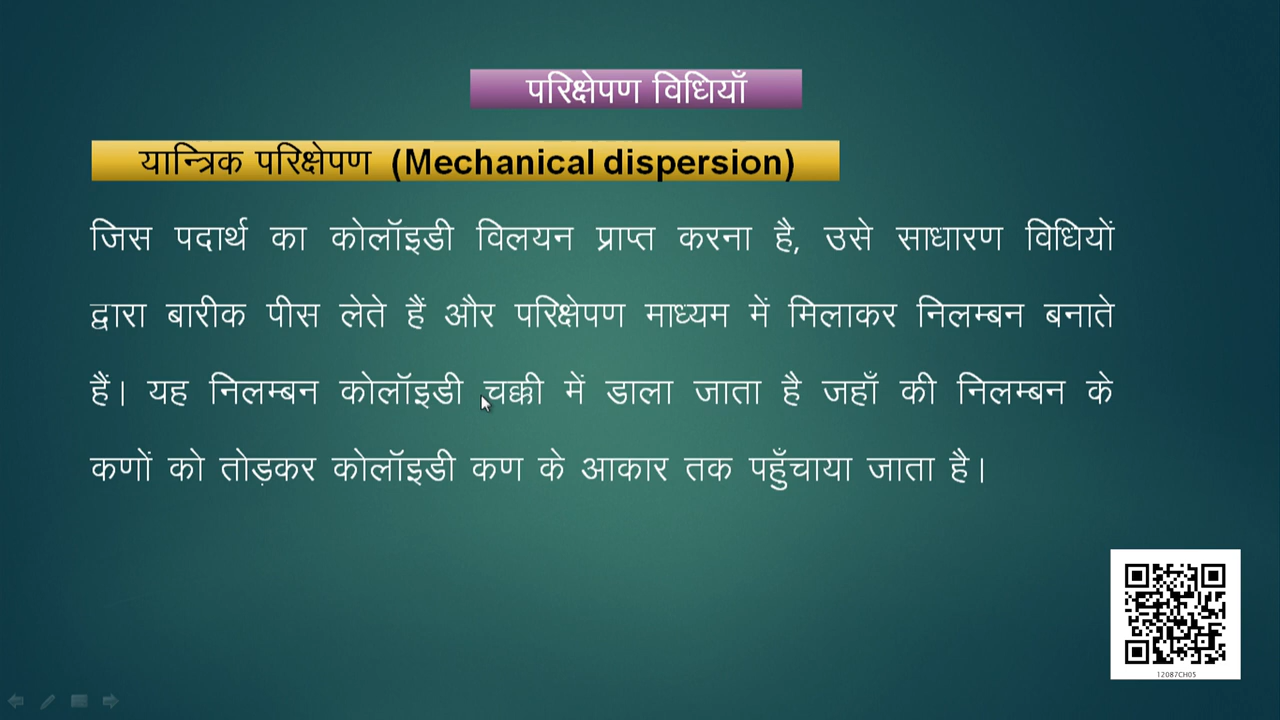 परिक्षेपण विधियाँ
यान्त्रिक परिक्षेपण (Mechanical dispersion)
जिस पदार्थ का कोलॉइडी विलयन प्राप्त करना है, उसे साधारण विधियों
द्वारा बारीक पीस लेते हैं और परिक्षेपण माध्यम में मिलाकर निलम्बन बनाते
हैं। यह निलम्बन कोलॉइडी चक्की में डाला जाता है जहाँ की निलम्बन के
कणों को तोड़कर कोलॉइडी कण के आकार तक पहुँचाया जाता है।
12087CH05